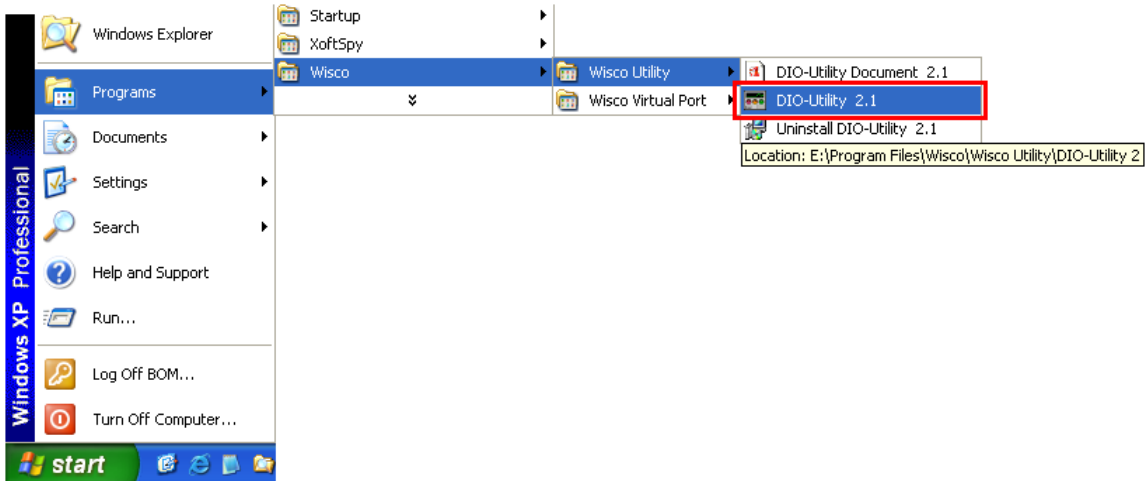 Windows Explorer
Programs
Documents
Settings
Search
Help and Support
Run...
Log Off BOM...
Turn Off Computer...
Windows XP Professional
start
Startup
XoftSpy
Wisco
Wisco Utility
Wisco Virtual Port
DIO-Utility Document 2.1
DIO-Utility 2.1
Uninstall DIO-Utility 2.1
Location: E:\Program Files\Wisco\Wisco Utility\DIO-Utility 2